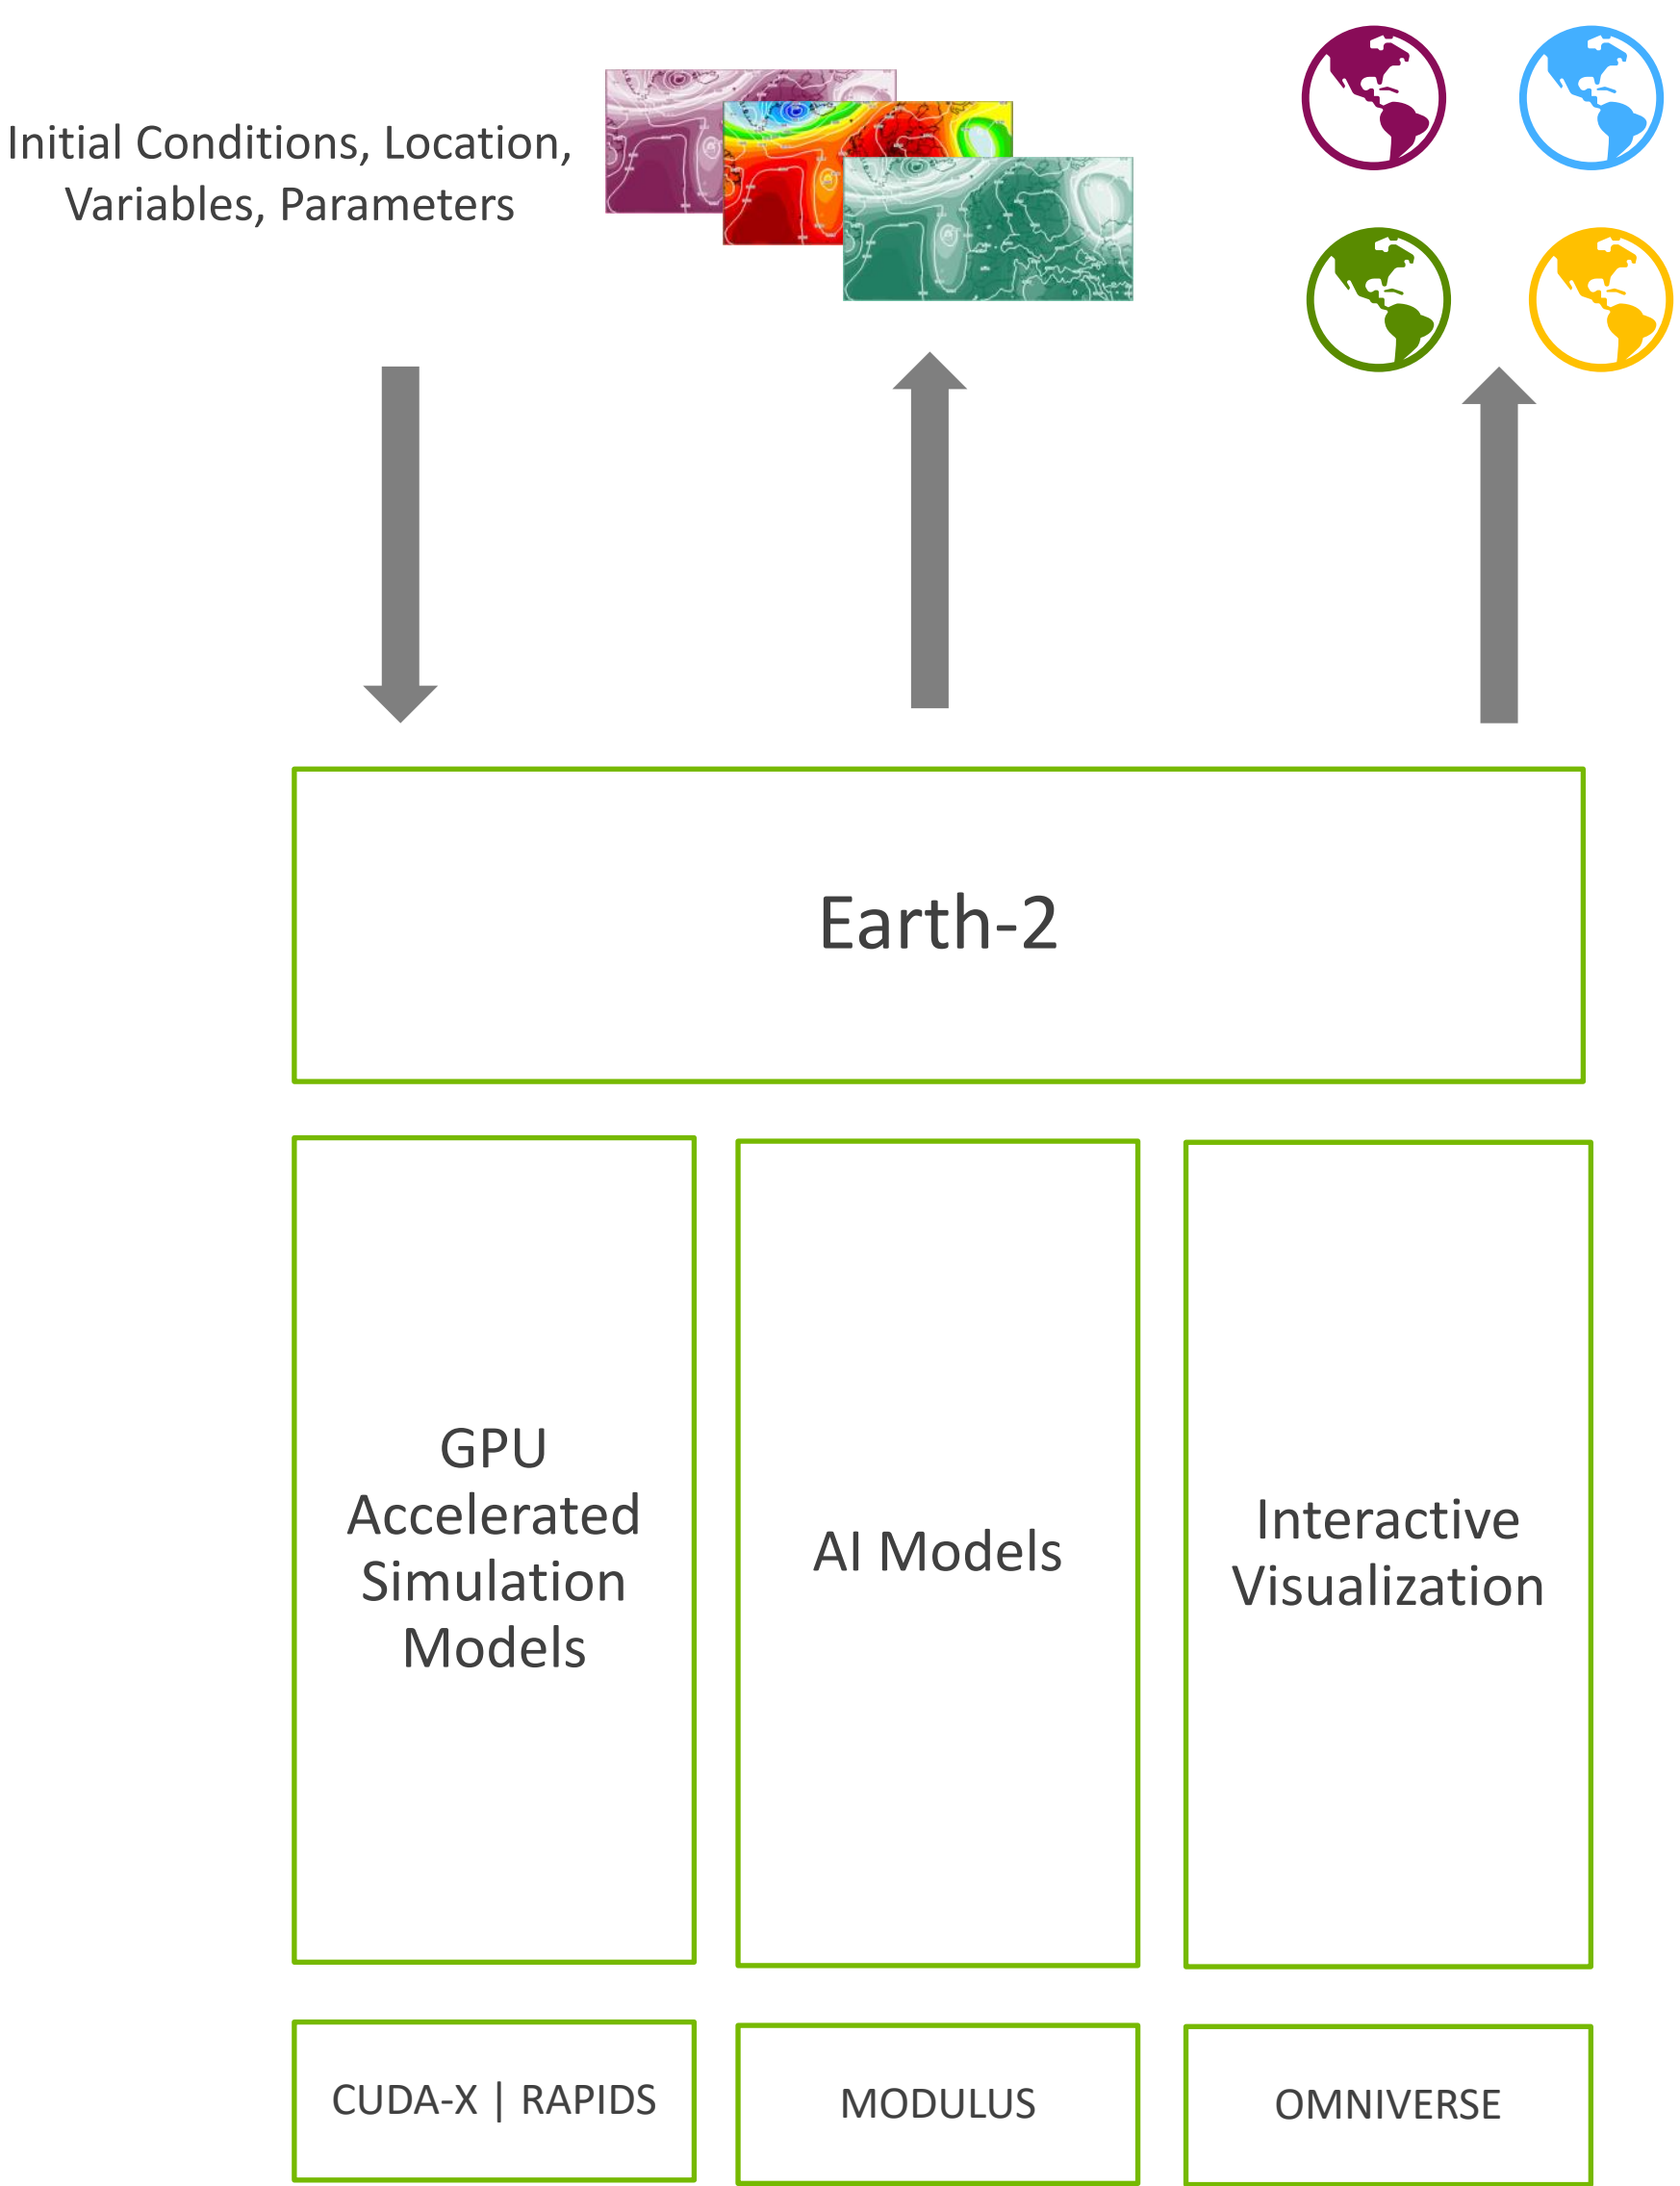 Initial Conditions, Location,
Variables, Parameters
Earth-2
GPU
Accelerated
Simulation
Models
AI Models
Interactive
Visualization
CUDA-X | RAPIDS
MODULUS
OMNIVERSE